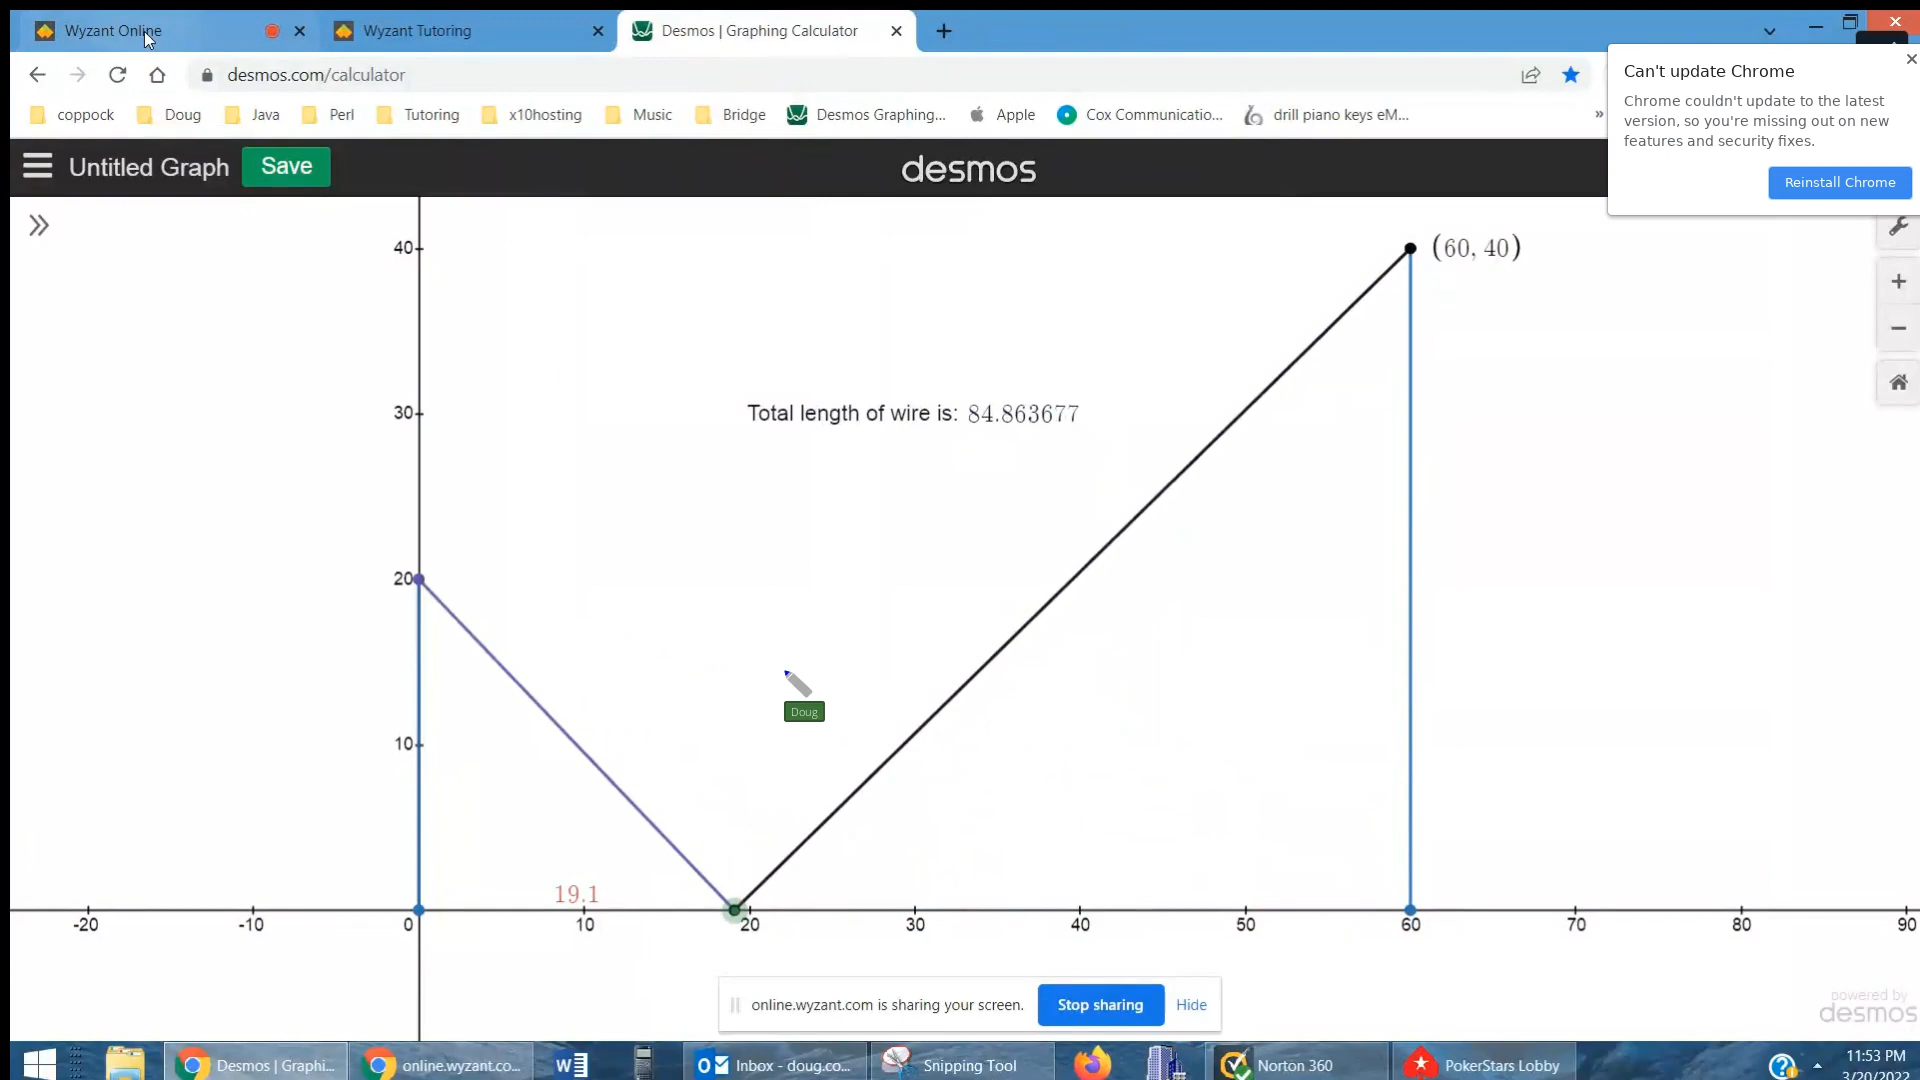 Wyzant Online
Wyzant Tutoring
Desmos | Graphing Calculator
desmos.com/calculator
coppock
Doug
Java
Perl
Tutoring
x10hosting
Music
Bridge
Desmos Graphing...
Apple
Cox Communicatio...
drill piano keys eM...
»
Can't update Chrome
Chrome couldn't update to the latest
version, so you're missing out on new
features and security fixes.
Reinstall Chrome
Untitled Graph
Save
desmos
40
(60, 40)
30
Total length of wire is: 84.863677
20
Doug
10
19.1
-20
-10
0
10
20
30
40
50
60
70
80
90
online.wyzant.com is sharing your screen.
Stop sharing
Hide
powered by
desmos
Desmos | Graphi...
online.wyzant.co...
Inbox - doug.co...
Snipping Tool
Norton 360
PokerStars Lobby
11:53 PM
3/20/2022